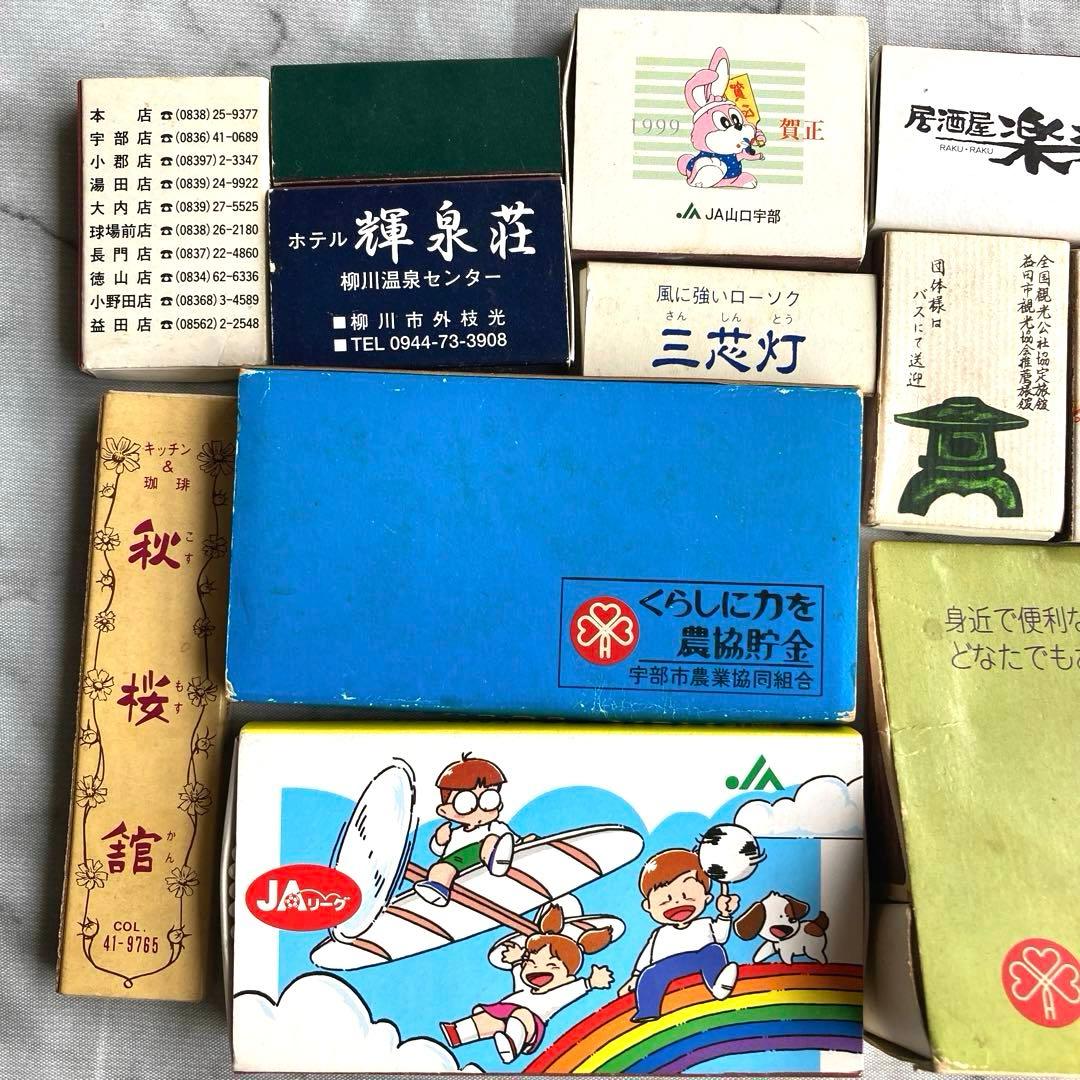 本店☎(0838)25-9377
宇部店☎(0836)41-0689
小郡店☎(08397)2-3347
湯田店☎(0839)24-9922
大内店☎(0839)27-5525
球場前店☎(0838)26-2180
長門店☎(0837)22-4860
徳山店☎(0834)62-6336
小野田店☎(08368)3-4589
益田店☎(08562)2-2548
ホテル 輝泉荘
柳川温泉センター
■柳川市外枝光
■TEL 0944-73-3908
1999
賀正
JA山口宇部
居酒屋 楽
RAKU・RAKU
風に強いローソク
さん しん とう
三芯灯
全国観光公社協定旅館
益田市観光協会推薦旅館
団体様は
バスにて送迎
キッチン
&
珈琲
秋桜館
こすもすかん
COL.
41-9765
くらしに力を
農協貯金
宇部市農業協同組合
身近で便利な
どなたでも
JA
JAリーグ